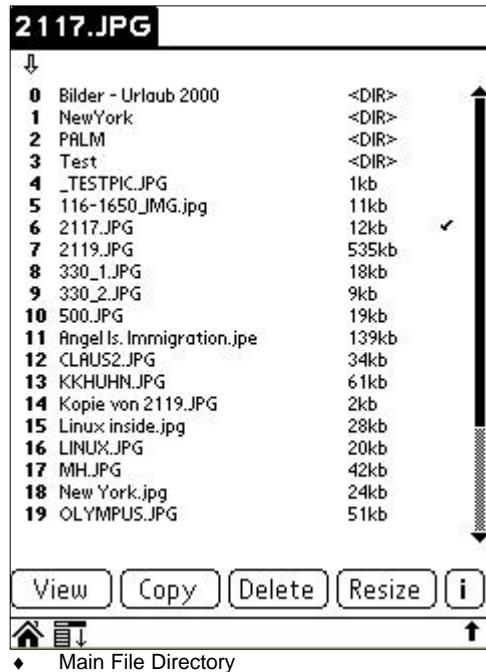 2117.JPG
0 Bilder - Urlaub 2000 <DIR>
1 NewYork <DIR>
2 PALM <DIR>
3 Test <DIR>
4 _TESTPIC.JPG 1kb
5 116-1650_IMG.jpg 11kb
6 2117.JPG 12kb ✔
7 2119.JPG 535kb
8 330_1.JPG 18kb
9 330_2.JPG 9kb
10 500.JPG 19kb
11 Angel Is. Immigration.jpe 139kb
12 CLAUS2.JPG 34kb
13 KKHUHN.JPG 61kb
14 Kopie von 2119.JPG 2kb
15 Linux inside.jpg 28kb
16 LINUX.JPG 20kb
17 MH.JPG 42kb
18 New York.jpg 24kb
19 OLYMPUS.JPG 51kb
View Copy Delete Resize i
♦ Main File Directory